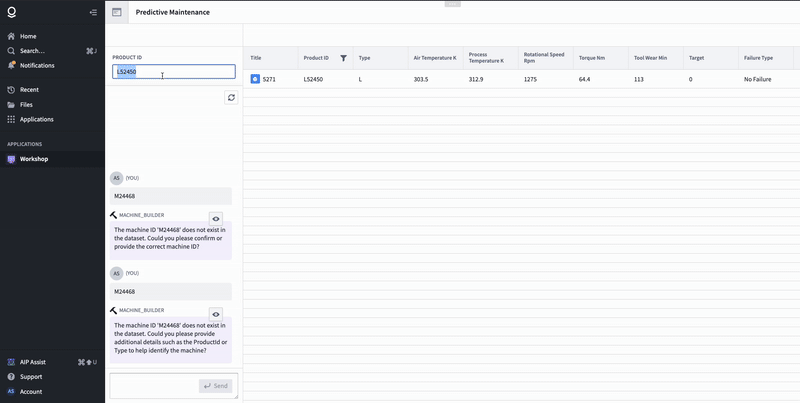 Predictive Maintenance
Home
Search...
⌘J
Notifications
Recent
Files
Applications
APPLICATIONS
Workshop
AIP Assist
⌘⬆U
Support
AS Account
PRODUCT ID
L52450
AS (YOU)
M24468
MACHINE_BUILDER
The machine ID 'M24468' does not exist in
the dataset. Could you please confirm or
provide the correct machine ID?
AS (YOU)
M24468
MACHINE_BUILDER
The machine ID 'M24468' does not exist in
the dataset. Could you please provide
additional details such as the ProductId or
Type to help identify the machine?
Send
Title Product ID Type Air Temperature K Process Temperature K Rotational Speed Rpm Torque Nm Tool Wear Min Target Failure Type
5271 L52450 L 303.5 312.9 1275 64.4 113 0 No Failure